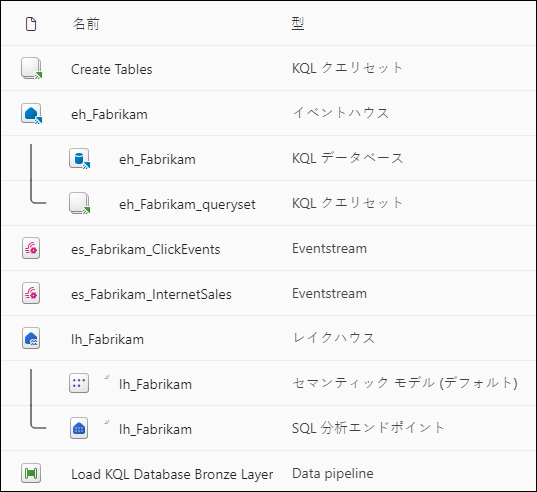 名前 型
Create Tables KQL クエリセット
eh_Fabrikam イベントハウス
eh_Fabrikam KQL データベース
eh_Fabrikam_queryset KQL クエリセット
es_Fabrikam_ClickEvents Eventstream
es_Fabrikam_InternetSales Eventstream
lh_Fabrikam レイクハウス
lh_Fabrikam セマンティック モデル (デフォルト)
lh_Fabrikam SQL 分析エンドポイント
Load KQL Database Bronze Layer Data pipeline